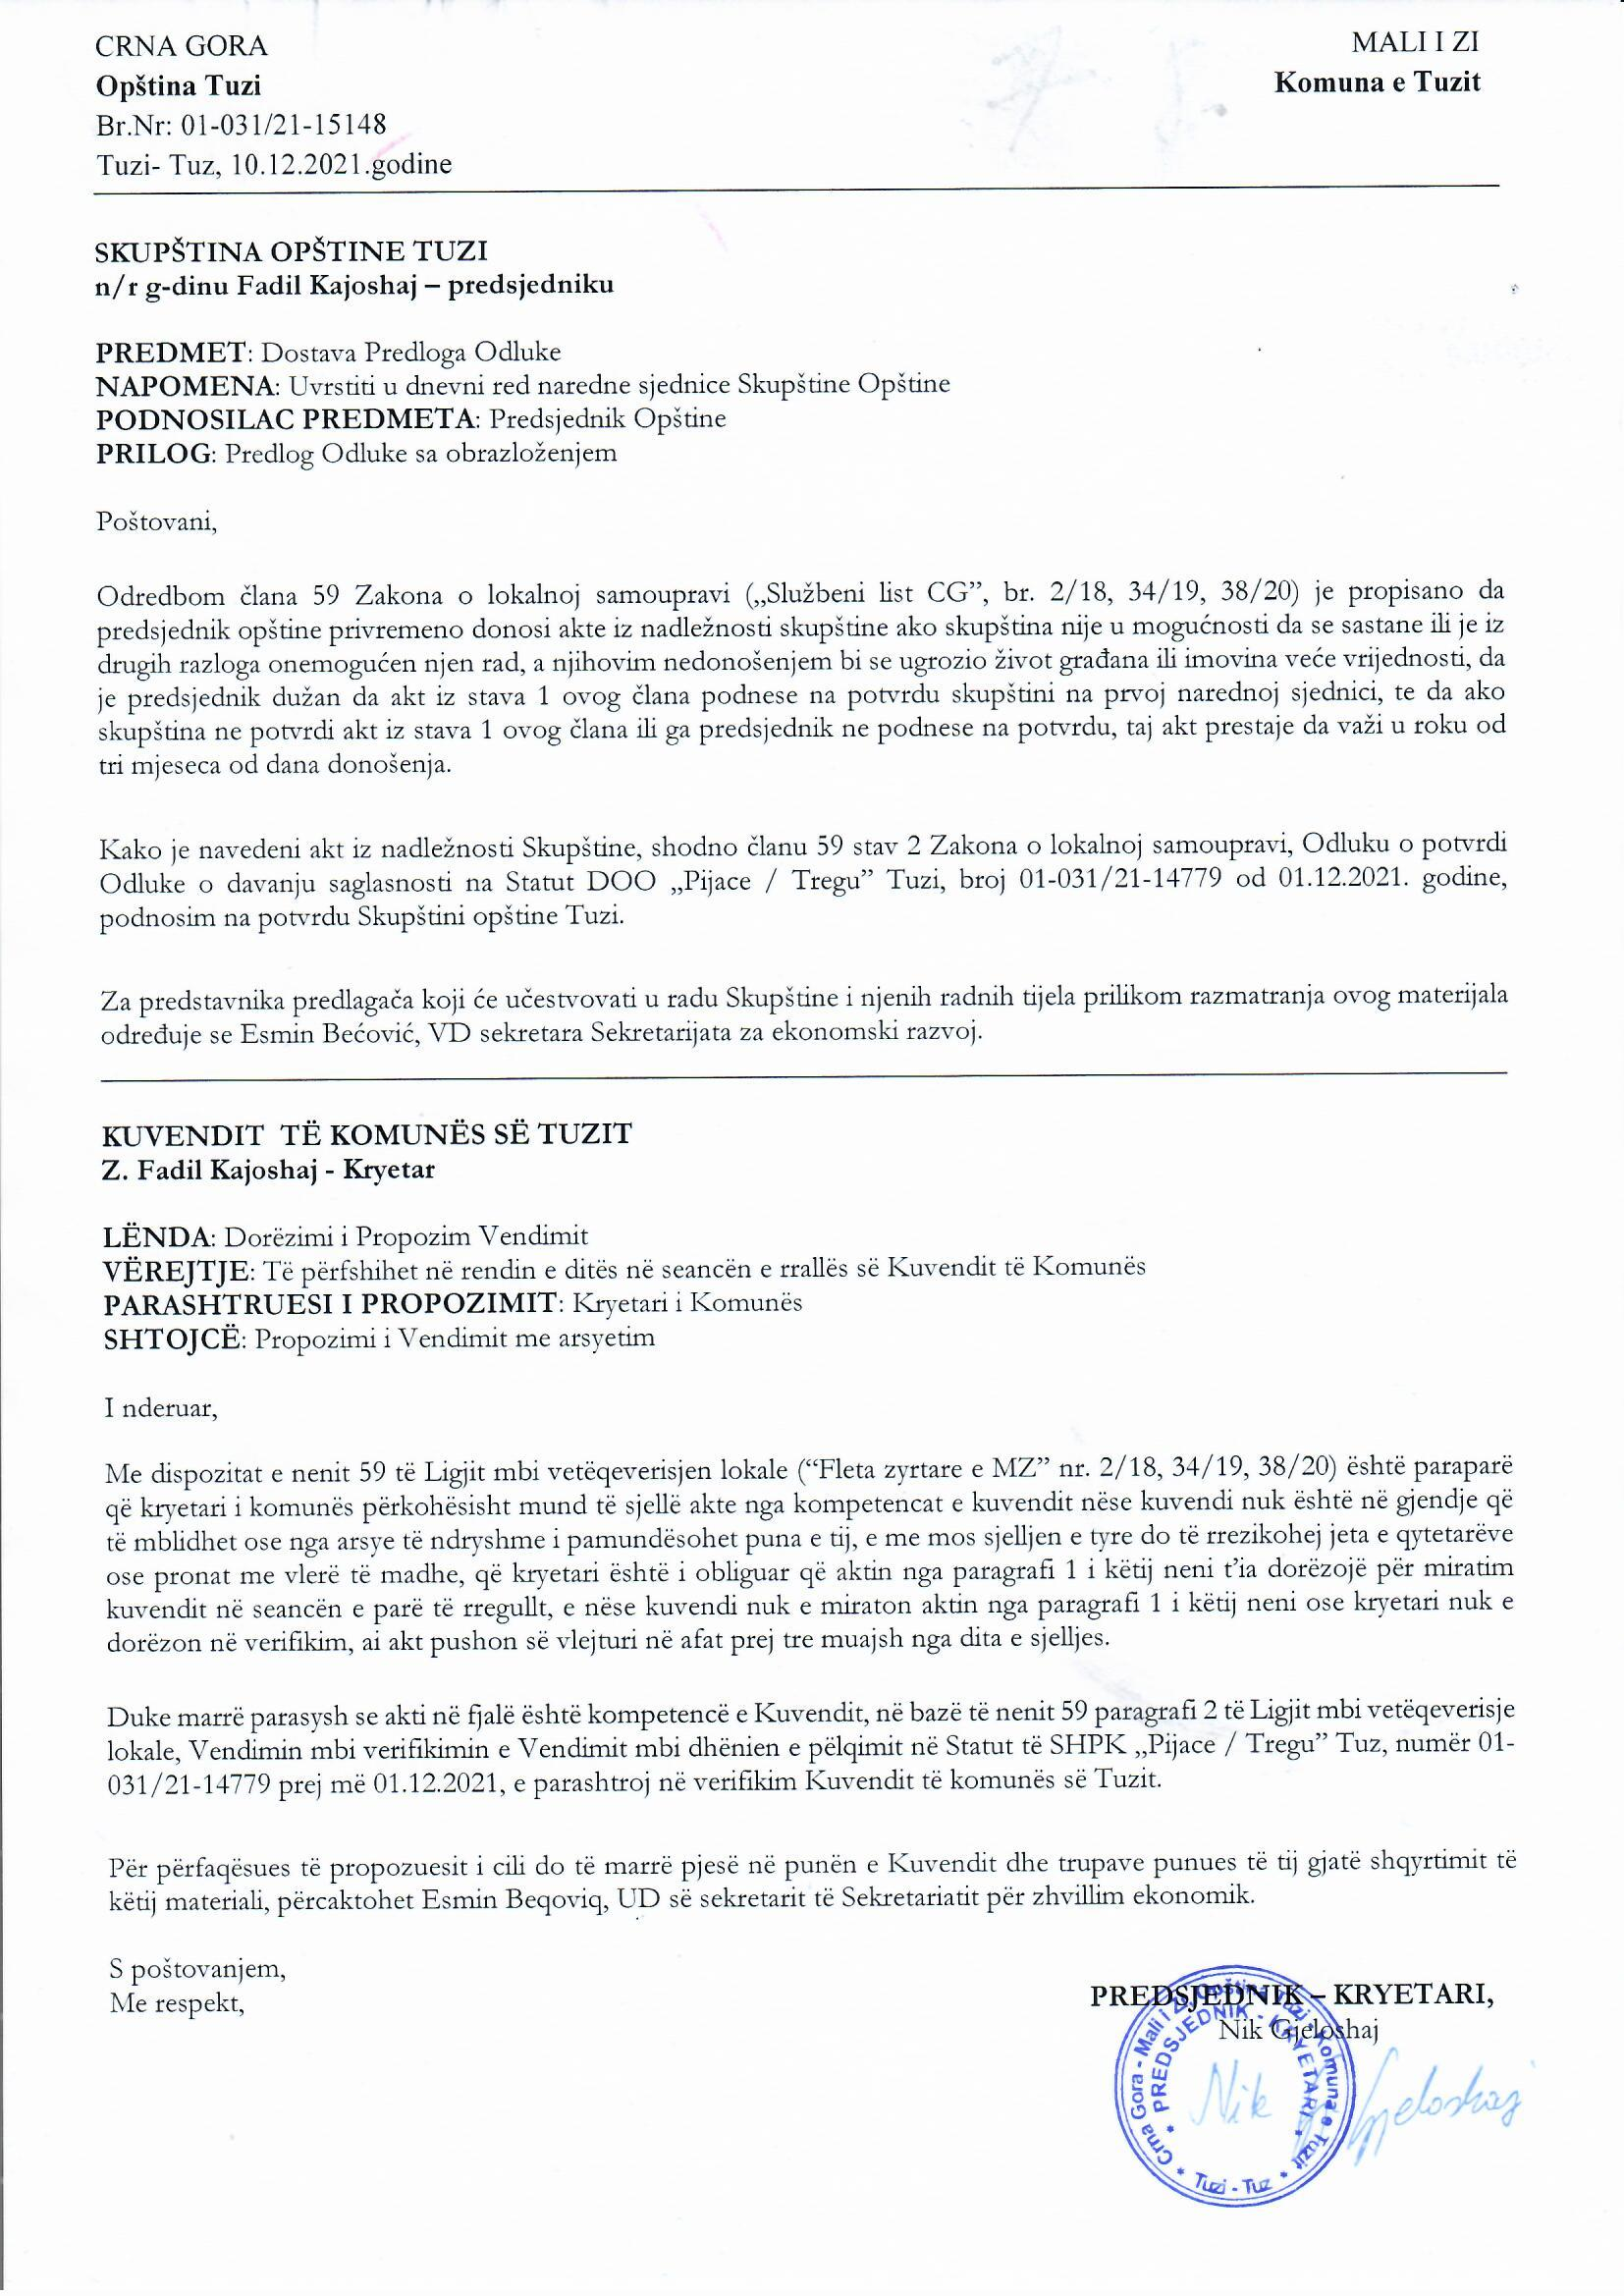 CRNA GORA
Opština Tuzi
Br.Nr: 01-031/21-15148
Tuzi- Tuz, 10.12.2021.godine
MALI I ZI
Komuna e Tuzit
SKUPŠTINA OPŠTINE TUZI
n/r g-dinu Fadil Kajoshaj – predsjedniku
PREDMET: Dostava Predloga Odluke
NAPOMENA: Uvrstiti u dnevni red naredne sjednice Skupštine Opštine
PODNOSILAC PREDMETA: Predsjednik Opštine
PRILOG: Predlog Odluke sa obrazloženjem
Poštovani,
Odredbom člana 59 Zakona o lokalnoj samoupravi („Službeni list CG”, br. 2/18, 34/19, 38/20) je propisano da
predsjednik opštine privremeno donosi akte iz nadležnosti skupštine ako skupština nije u mogućnosti da se sastane ili je iz
drugih razloga onemogućen njen rad, a njihovim nedonošenjem bi se ugrozio život građana ili imovina veće vrijednosti, da
je predsjednik dužan da akt iz stava 1 ovog člana podnese na potvrdu skupštini na prvoj narednoj sjednici, te da ako
skupština ne potvrdi akt iz stava 1 ovog člana ili ga predsjednik ne podnese na potvrdu, taj akt prestaje da važi u roku od
tri mjeseca od dana donošenja.
Kako je navedeni akt iz nadležnosti Skupštine, shodno članu 59 stav 2 Zakona o lokalnoj samoupravi, Odluku o potvrdi
Odluke o davanju saglasnosti na Statut DOO „Pijace / Tregu” Tuzi, broj 01-031/21-14779 od 01.12.2021. godine,
podnosim na potvrdu Skupštini opštine Tuzi.
Za predstavnika predlagača koji će učestvovati u radu Skupštine i njenih radnih tijela prilikom razmatranja ovog materijala
određuje se Esmin Bećović, VD sekretara Sekretarijata za ekonomski razvoj.
KUVENDIT TË KOMUNËS SË TUZIT
Z. Fadil Kajoshaj - Kryetar
LËNDA: Dorëzimi i Propozim Vendimit
VËREJTJE: Të përfshihet në rendin e ditës në seancën e rrallës së Kuvendit të Komunës
PARASHTRUESI I PROPOZIMIT: Kryetari i Komunës
SHTOJCË: Propozimi i Vendimit me arsyetim
I nderuar,
Me dispozitat e nenit 59 të Ligjit mbi vetëqeverisjen lokale (“Fleta zyrtare e MZ” nr. 2/18, 34/19, 38/20) është paraparë
që kryetari i komunës përkohësisht mund të sjellë akte nga kompetencat e kuvendit nëse kuvendi nuk është në gjendje që
të mblidhet ose nga arsye të ndryshme i pamundësohet puna e tij, e me mos sjelljen e tyre do të rrezikohej jeta e qytetarëve
ose pronat me vlerë të madhe, që kryetari është i obliguar që aktin nga paragrafi 1 i këtij neni t’ia dorëzojë për miratim
kuvendit në seancën e parë të rregullt, e nëse kuvendi nuk e miraton aktin nga paragrafi 1 i këtij neni ose kryetari nuk e
dorëzon në verifikim, ai akt pushon së vlejturi në afat prej tre muajsh nga dita e sjelljes.
Duke marrë parasysh se akti në fjalë është kompetencë e Kuvendit, në bazë të nenit 59 paragrafi 2 të Ligjit mbi vetëqeverisje
lokale, Vendimin mbi verifikimin e Vendimit mbi dhënien e pëlqimit në Statut të SHPK „Pijace / Tregu” Tuz, numër 01-
031/21-14779 prej më 01.12.2021, e parashtroj në verifikim Kuvendit të komunës së Tuzit.
Për përfaqësues të propozuesit i cili do të marrë pjesë në punën e Kuvendit dhe trupave punues të tij gjatë shqyrtimit të
këtij materiali, përcaktohet Esmin Beqoviq, UD së sekretarit të Sekretariatit për zhvillim ekonomik.
S poštovanjem,
Me respekt,
PREDSJEDNIK – KRYETARI,
Nik Gjeloshaj
Crna Gora - Mali i Zi, Opština Tuzi - Komuna e Tuzit
PREDSJEDNIK - KRYETARI
Tuzi - Tuz
Nik Gjeloshaj